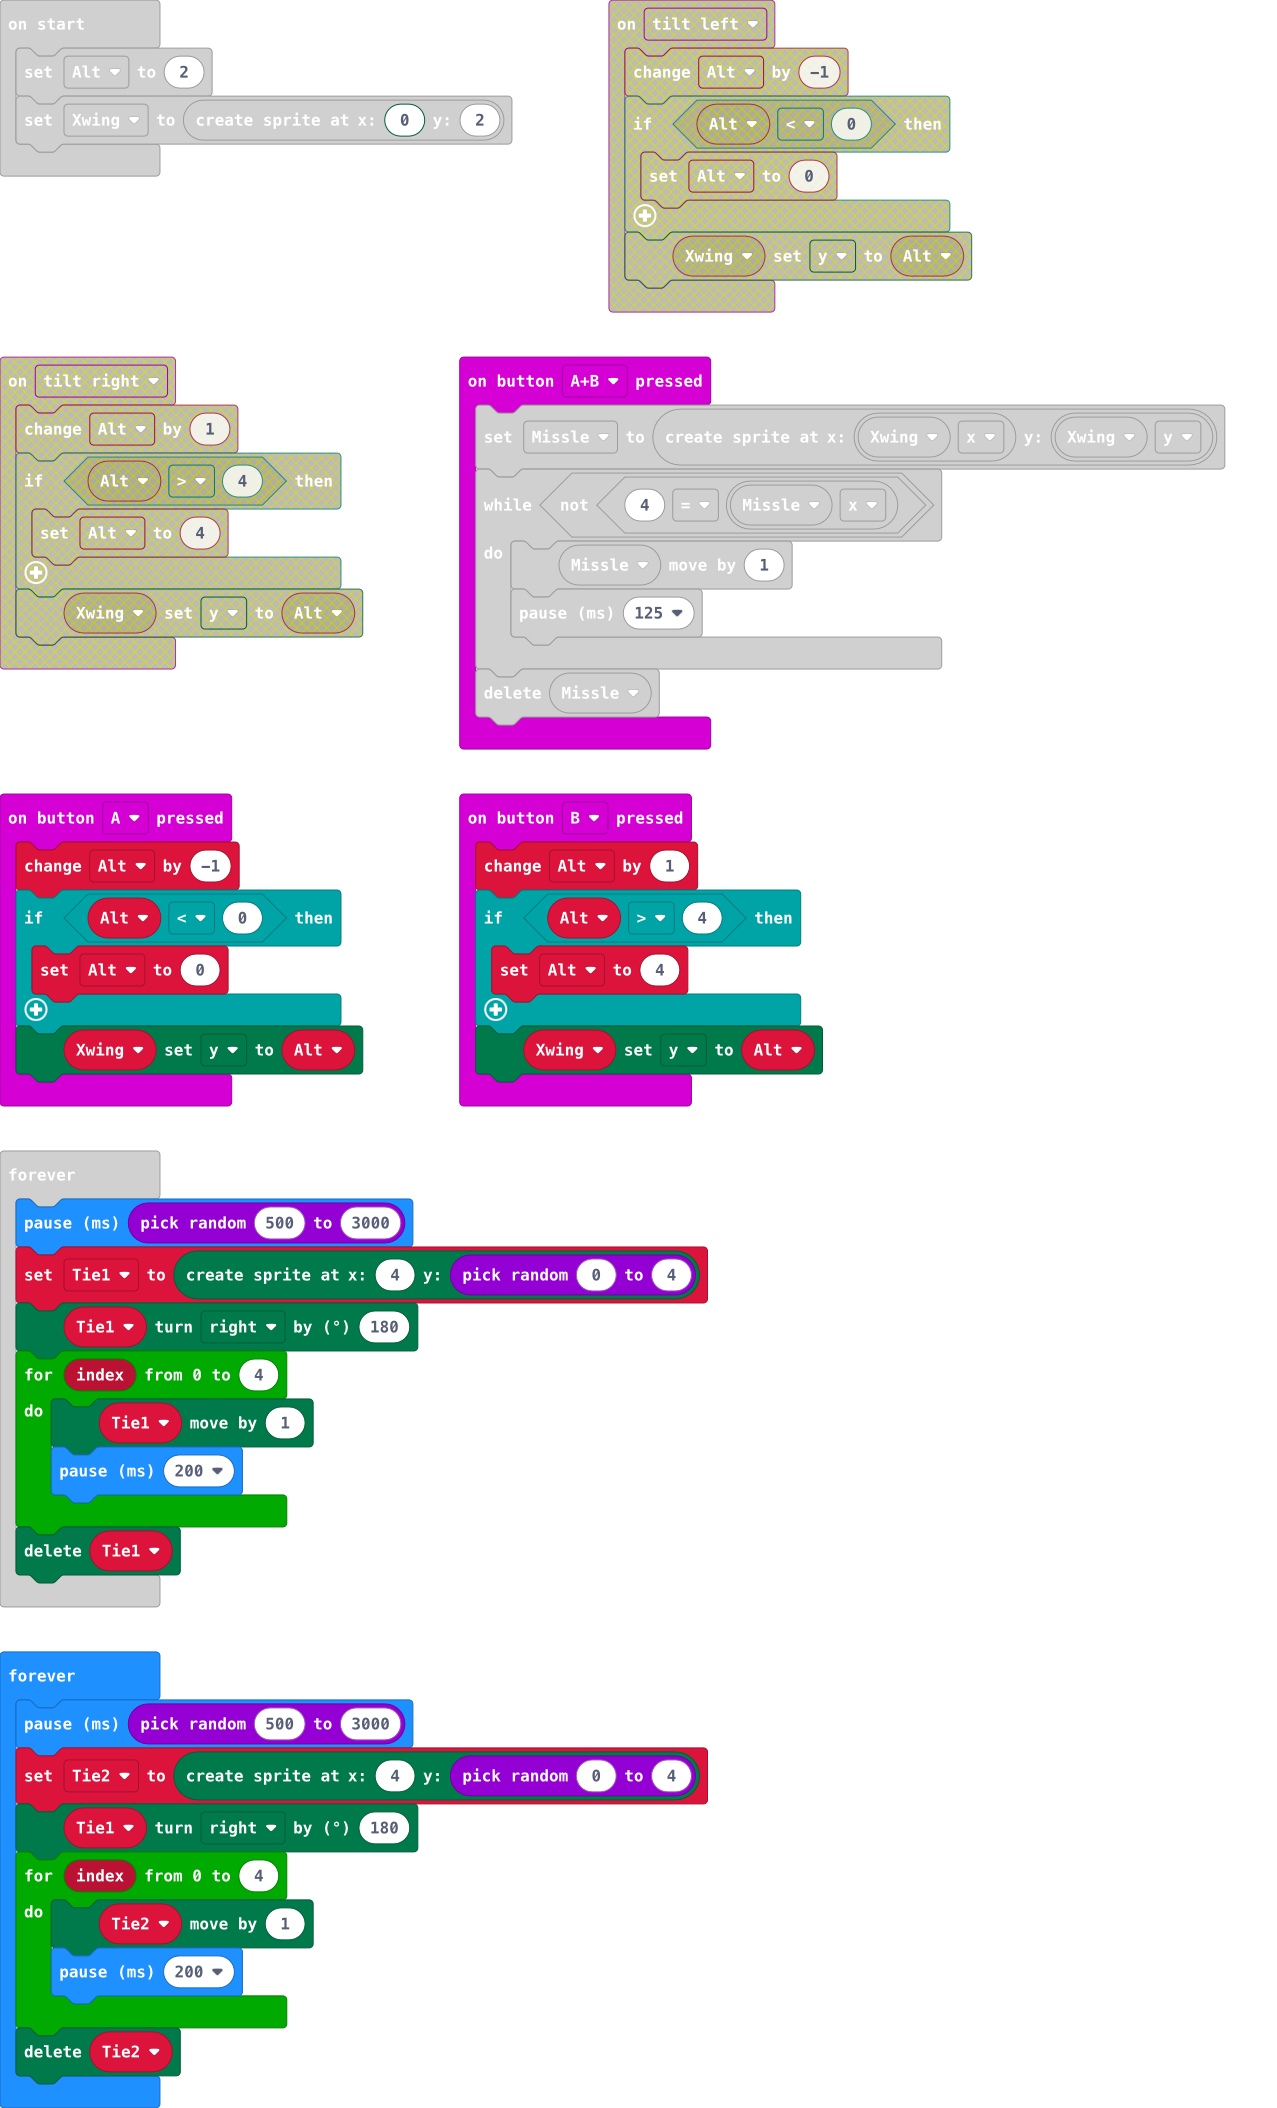 on start
set Alt to 2
set Xwing to create sprite at x: 0 y: 2
on tilt left
change Alt by −1
if Alt < 0 then
set Alt to 0
Xwing set y to Alt
on tilt right
change Alt by 1
if Alt > 4 then
set Alt to 4
Xwing set y to Alt
on button A+B pressed
set Missle to create sprite at x: Xwing x y: Xwing y
while not 4 = Missle x
do
Missle move by 1
pause (ms) 125
delete Missle
on button A pressed
change Alt by −1
if Alt < 0 then
set Alt to 0
Xwing set y to Alt
on button B pressed
change Alt by 1
if Alt > 4 then
set Alt to 4
Xwing set y to Alt
forever
pause (ms) pick random 500 to 3000
set Tie1 to create sprite at x: 4 y: pick random 0 to 4
Tie1 turn right by (°) 180
for index from 0 to 4
do
Tie1 move by 1
pause (ms) 200
delete Tie1
forever
pause (ms) pick random 500 to 3000
set Tie2 to create sprite at x: 4 y: pick random 0 to 4
Tie1 turn right by (°) 180
for index from 0 to 4
do
Tie2 move by 1
pause (ms) 200
delete Tie2